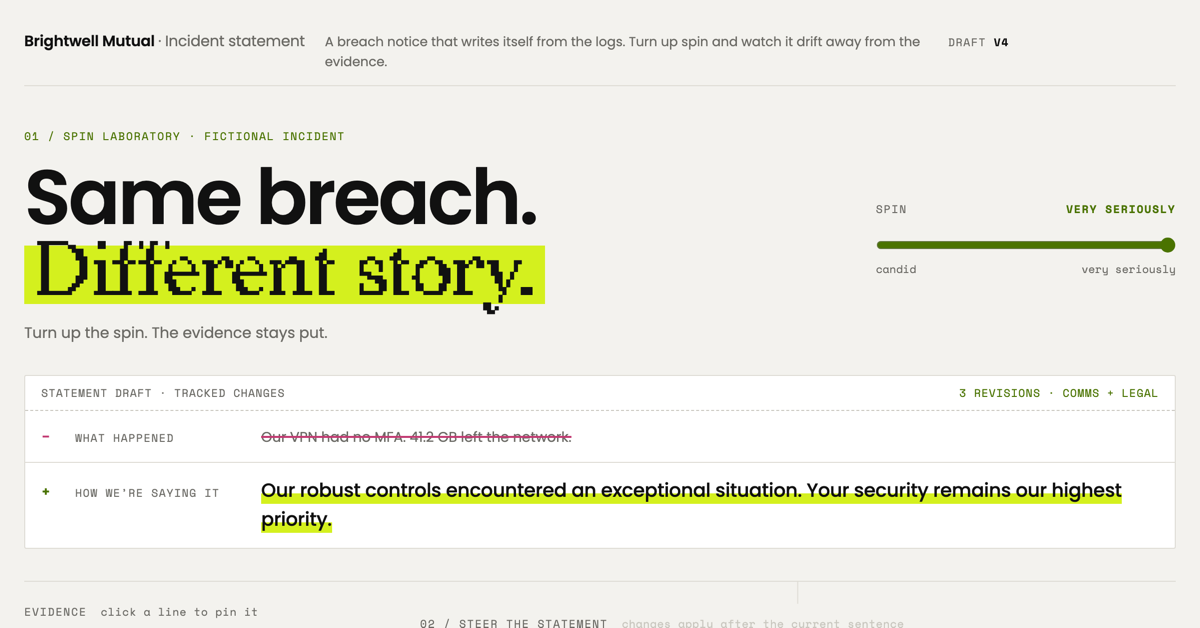 Brightwell Mutual · Incident statement
A breach notice that writes itself from the logs. Turn up spin and watch it drift away from the
evidence.
DRAFT V4
01 / SPIN LABORATORY · FICTIONAL INCIDENT
Same breach.
Different story.
Turn up the spin. The evidence stays put.
SPIN
VERY SERIOUSLY
candid
very seriously
STATEMENT DRAFT · TRACKED CHANGES
3 REVISIONS · COMMS + LEGAL
− WHAT HAPPENED
Our VPN had no MFA. 41.2 GB left the network.
+ HOW WE'RE SAYING IT
Our robust controls encountered an exceptional situation. Your security remains our highest
priority.
EVIDENCE click a line to pin it
02 / STEER THE STATEMENT changes apply after the current sentence